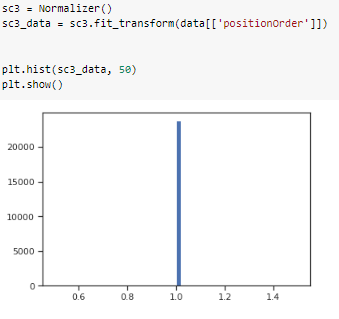 sc3 = Normalizer()
sc3_data = sc3.fit_transform(data[['positionOrder']])
plt.hist(sc3_data, 50)
plt.show()
20000
15000
10000
5000
0
0.6 0.8 1.0 1.2 1.4